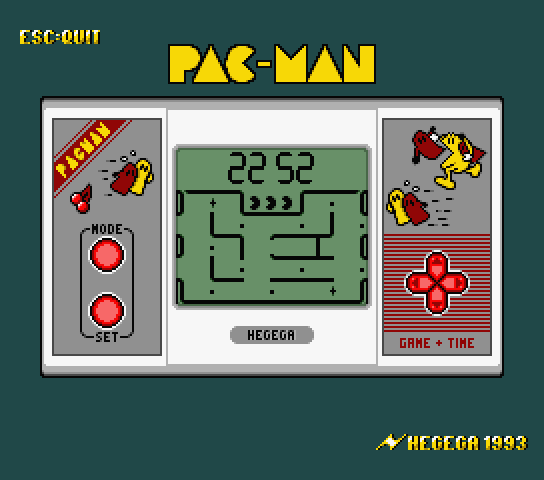 ESC:QUIT
PAC-MAN
PACMAN
22 52
MODE
SET
HEGEGA
GAME + TIME
HEGEGA 1993